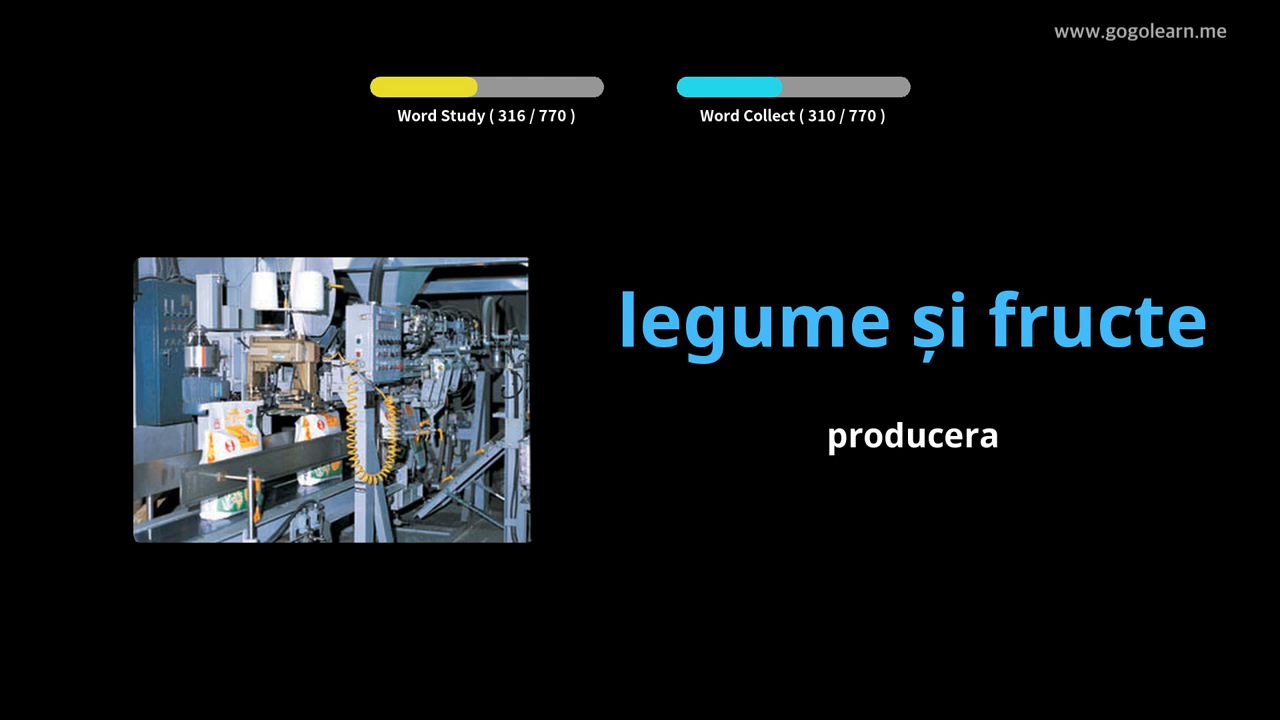 www.gogolearn.me
Word Study ( 316 / 770 )
Word Collect ( 310 / 770 )
legume și fructe
producera